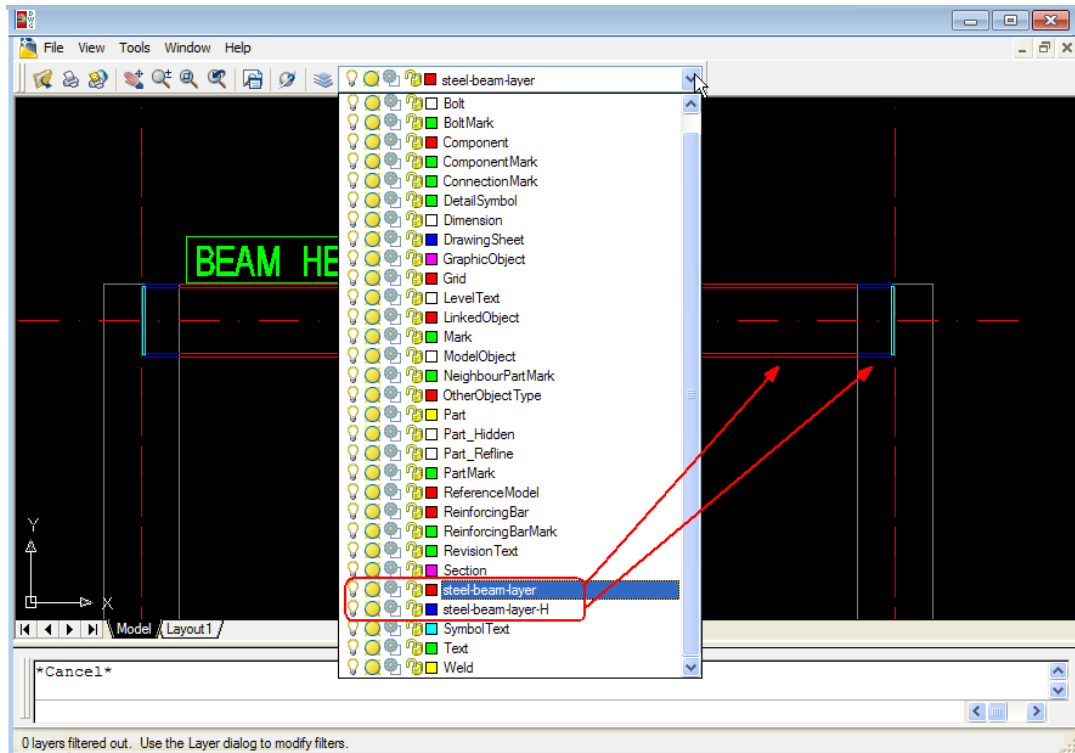 D
W
G
File View Tools Window Help
steel-beam-layer
Bolt
BoltMark
Component
ComponentMark
ConnectionMark
DetailSymbol
Dimension
DrawingSheet
GraphicObject
Grid
LevelText
LinkedObject
Mark
ModelObject
NeighbourPartMark
OtherObjectType
Part
Part_Hidden
Part_Refline
PartMark
ReferenceModel
ReinforcingBar
ReinforcingBarMark
RevisionText
Section
steel-beam-layer
steel-beam-layer-H
SymbolText
Text
Weld
BEAM HE
Y
X
Model Layout1
*Cancel*
0 layers filtered out. Use the Layer dialog to modify filters.